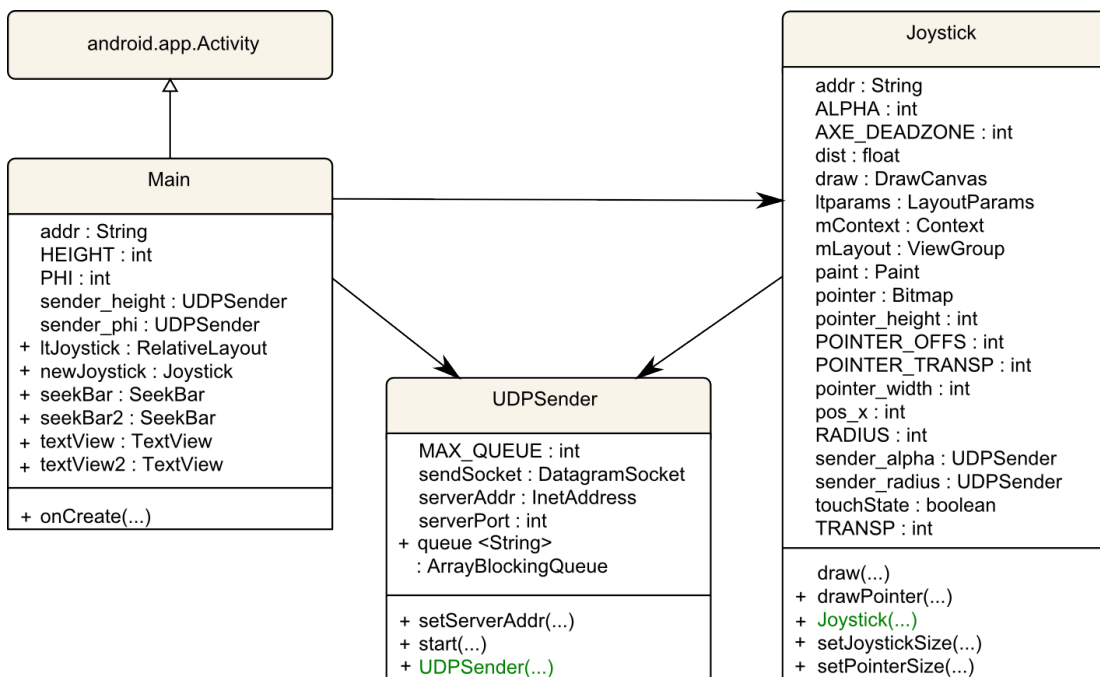 android.app.Activity
Main
addr : String
HEIGHT : int
PHI : int
sender_height : UDPSender
sender_phi : UDPSender
+ ltJoystick : RelativeLayout
+ newJoystick : Joystick
+ seekBar : SeekBar
+ seekBar2 : SeekBar
+ textView : TextView
+ textView2 : TextView
+ onCreate(...)
UDPSender
MAX_QUEUE : int
sendSocket : DatagramSocket
serverAddr : InetAddress
serverPort : int
+ queue <String>
: ArrayBlockingQueue
+ setServerAddr(...)
+ start(...)
+ UDPSender(...)
Joystick
addr : String
ALPHA : int
AXE_DEADZONE : int
dist : float
draw : DrawCanvas
ltparams : LayoutParams
mContext : Context
mLayout : ViewGroup
paint : Paint
pointer : Bitmap
pointer_height : int
POINTER_OFFS : int
POINTER_TRANSP : int
pointer_width : int
pos_x : int
RADIUS : int
sender_alpha : UDPSender
sender_radius : UDPSender
touchState : boolean
TRANSP : int
draw(...)
+ drawPointer(...)
+ Joystick(...)
+ setJoystickSize(...)
+ setPointerSize(...)